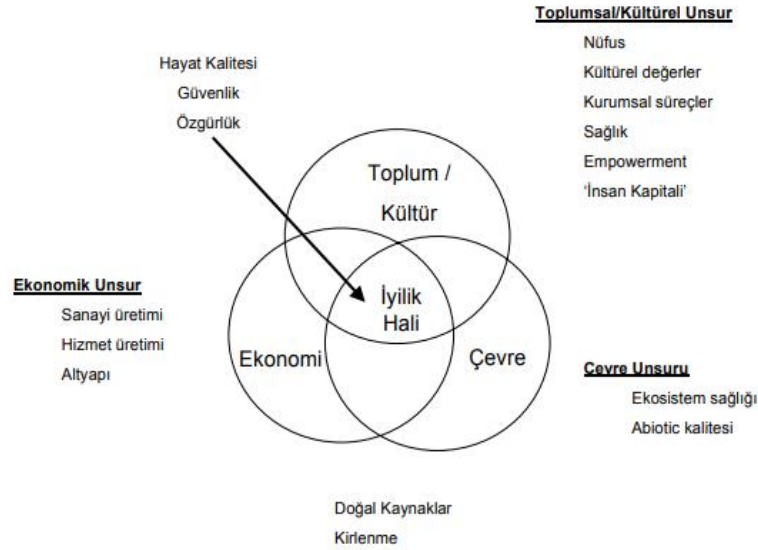 Toplumsal/Kültürel Unsur
Nüfus
Kültürel değerler
Kurumsal süreçler
Sağlık
Empowerment
‘İnsan Kapitali’
Hayat Kalitesi
Güvenlik
Özgürlük
Toplum /
Kültür
İyilik
Hali
Ekonomi
Çevre
Ekonomik Unsur
Sanayi üretimi
Hizmet üretimi
Altyapı
Çevre Unsuru
Ekosistem sağlığı
Abiotic kalitesi
Doğal Kaynaklar
Kirlenme